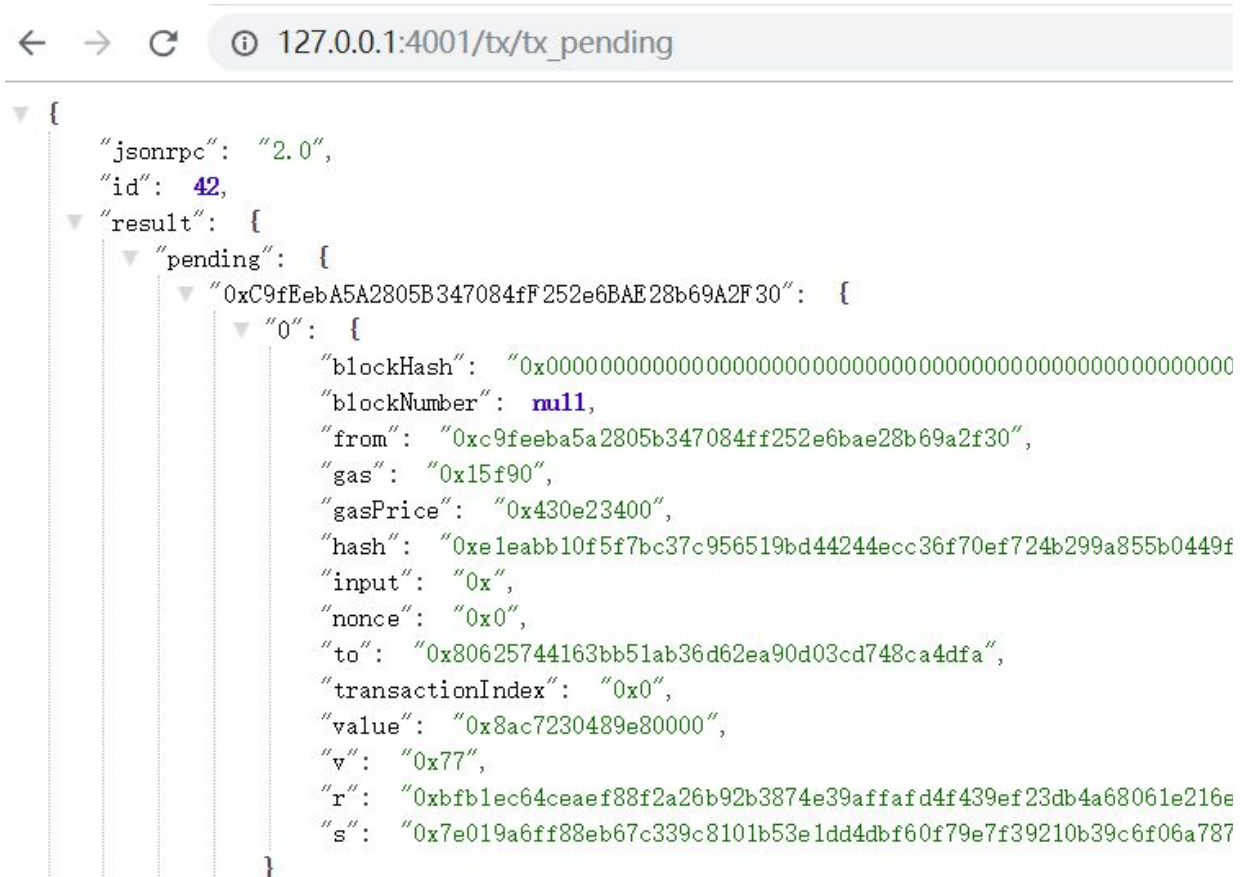 127.0.0.1:4001/tx/tx_pending
{
"jsonrpc": "2.0",
"id": 42,
"result": {
"pending": {
"0xC9fEebA5A2805B347084fF252e6BAE28b69A2F30": {
"0": {
"blockHash": "0x00000000000000000000000000000000000000000000000000000
"blockNumber": null,
"from": "0xc9feeba5a2805b347084ff252e6bae28b69a2f30",
"gas": "0x15f90",
"gasPrice": "0x430e23400",
"hash": "0xe1eabb10f5f7bc37c956519bd44244ecc36f70ef724b299a855b0449f
"input": "0x",
"nonce": "0x0",
"to": "0x80625744163bb51ab36d62ea90d03cd748ca4dfa",
"transactionIndex": "0x0",
"value": "0x8ac7230489e80000",
"v": "0x77",
"r": "0xbfb1ec64ceaef88f2a26b92b3874e39affafd4f439ef23db4a68061e216e
"s": "0x7e019a6ff88eb67c339c8101b53e1dd4dbf60f79e7f39210b39c6f06a787
}